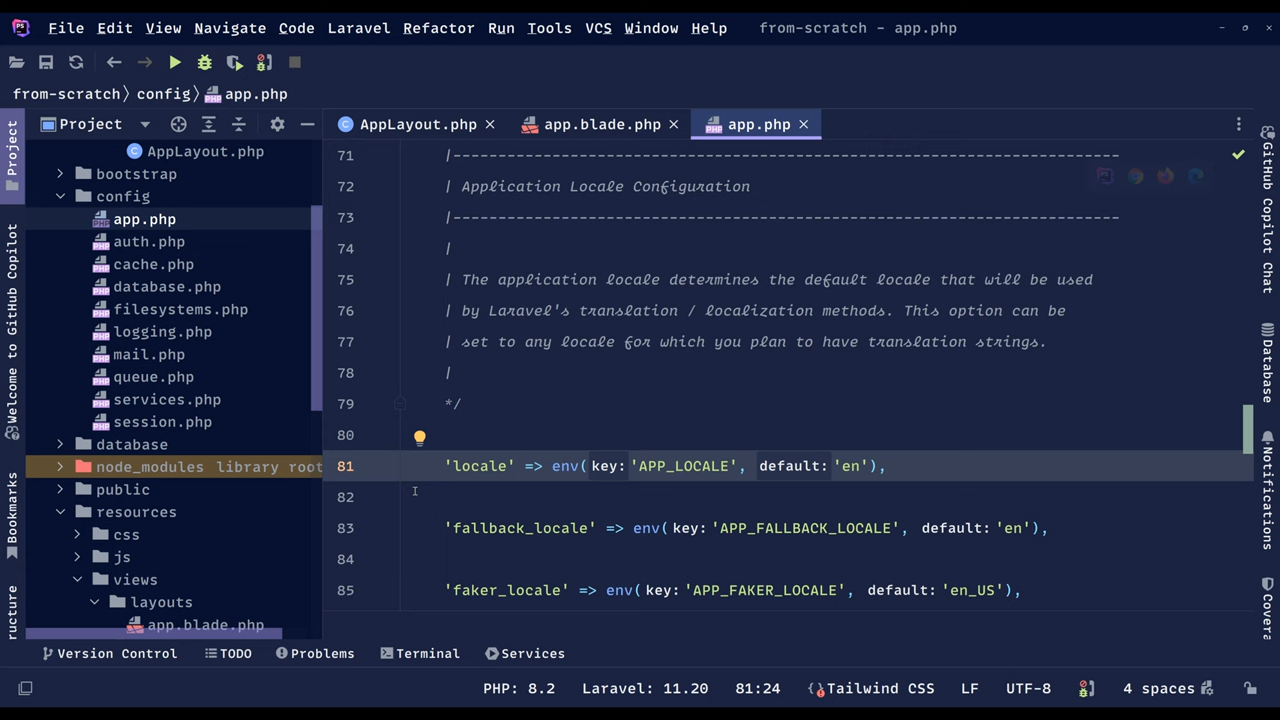 File Edit View Navigate Code Laravel Refactor Run Tools VCS Window Help from-scratch - app.php
from-scratch config app.php
Project
AppLayout.php
app.blade.php
app.php
Project
Welcome to GitHub Copilot
Bookmarks
ructure
AppLayout.php
bootstrap
config
app.php
auth.php
cache.php
database.php
filesystems.php
logging.php
mail.php
queue.php
services.php
session.php
database
node_modules library root
public
resources
css
js
views
layouts
app.blade.php
71 |--------------------------------------------------------------------------
72 | Application Locale Configuration
73 |--------------------------------------------------------------------------
74 |
75 | The application locale determines the default locale that will be used
76 | by Laravel's translation / localization methods. This option can be
77 | set to any locale for which you plan to have translation strings.
78 |
79 */
80
81 'locale' => env( key: 'APP_LOCALE', default: 'en'),
82
83 'fallback_locale' => env( key: 'APP_FALLBACK_LOCALE', default: 'en'),
84
85 'faker_locale' => env( key: 'APP_FAKER_LOCALE', default: 'en_US'),
GitHub Copilot Chat
Database
Notifications
Covera
Version Control TODO Problems Terminal Services
PHP: 8.2 Laravel: 11.20 81:24 Tailwind CSS LF UTF-8 4 spaces